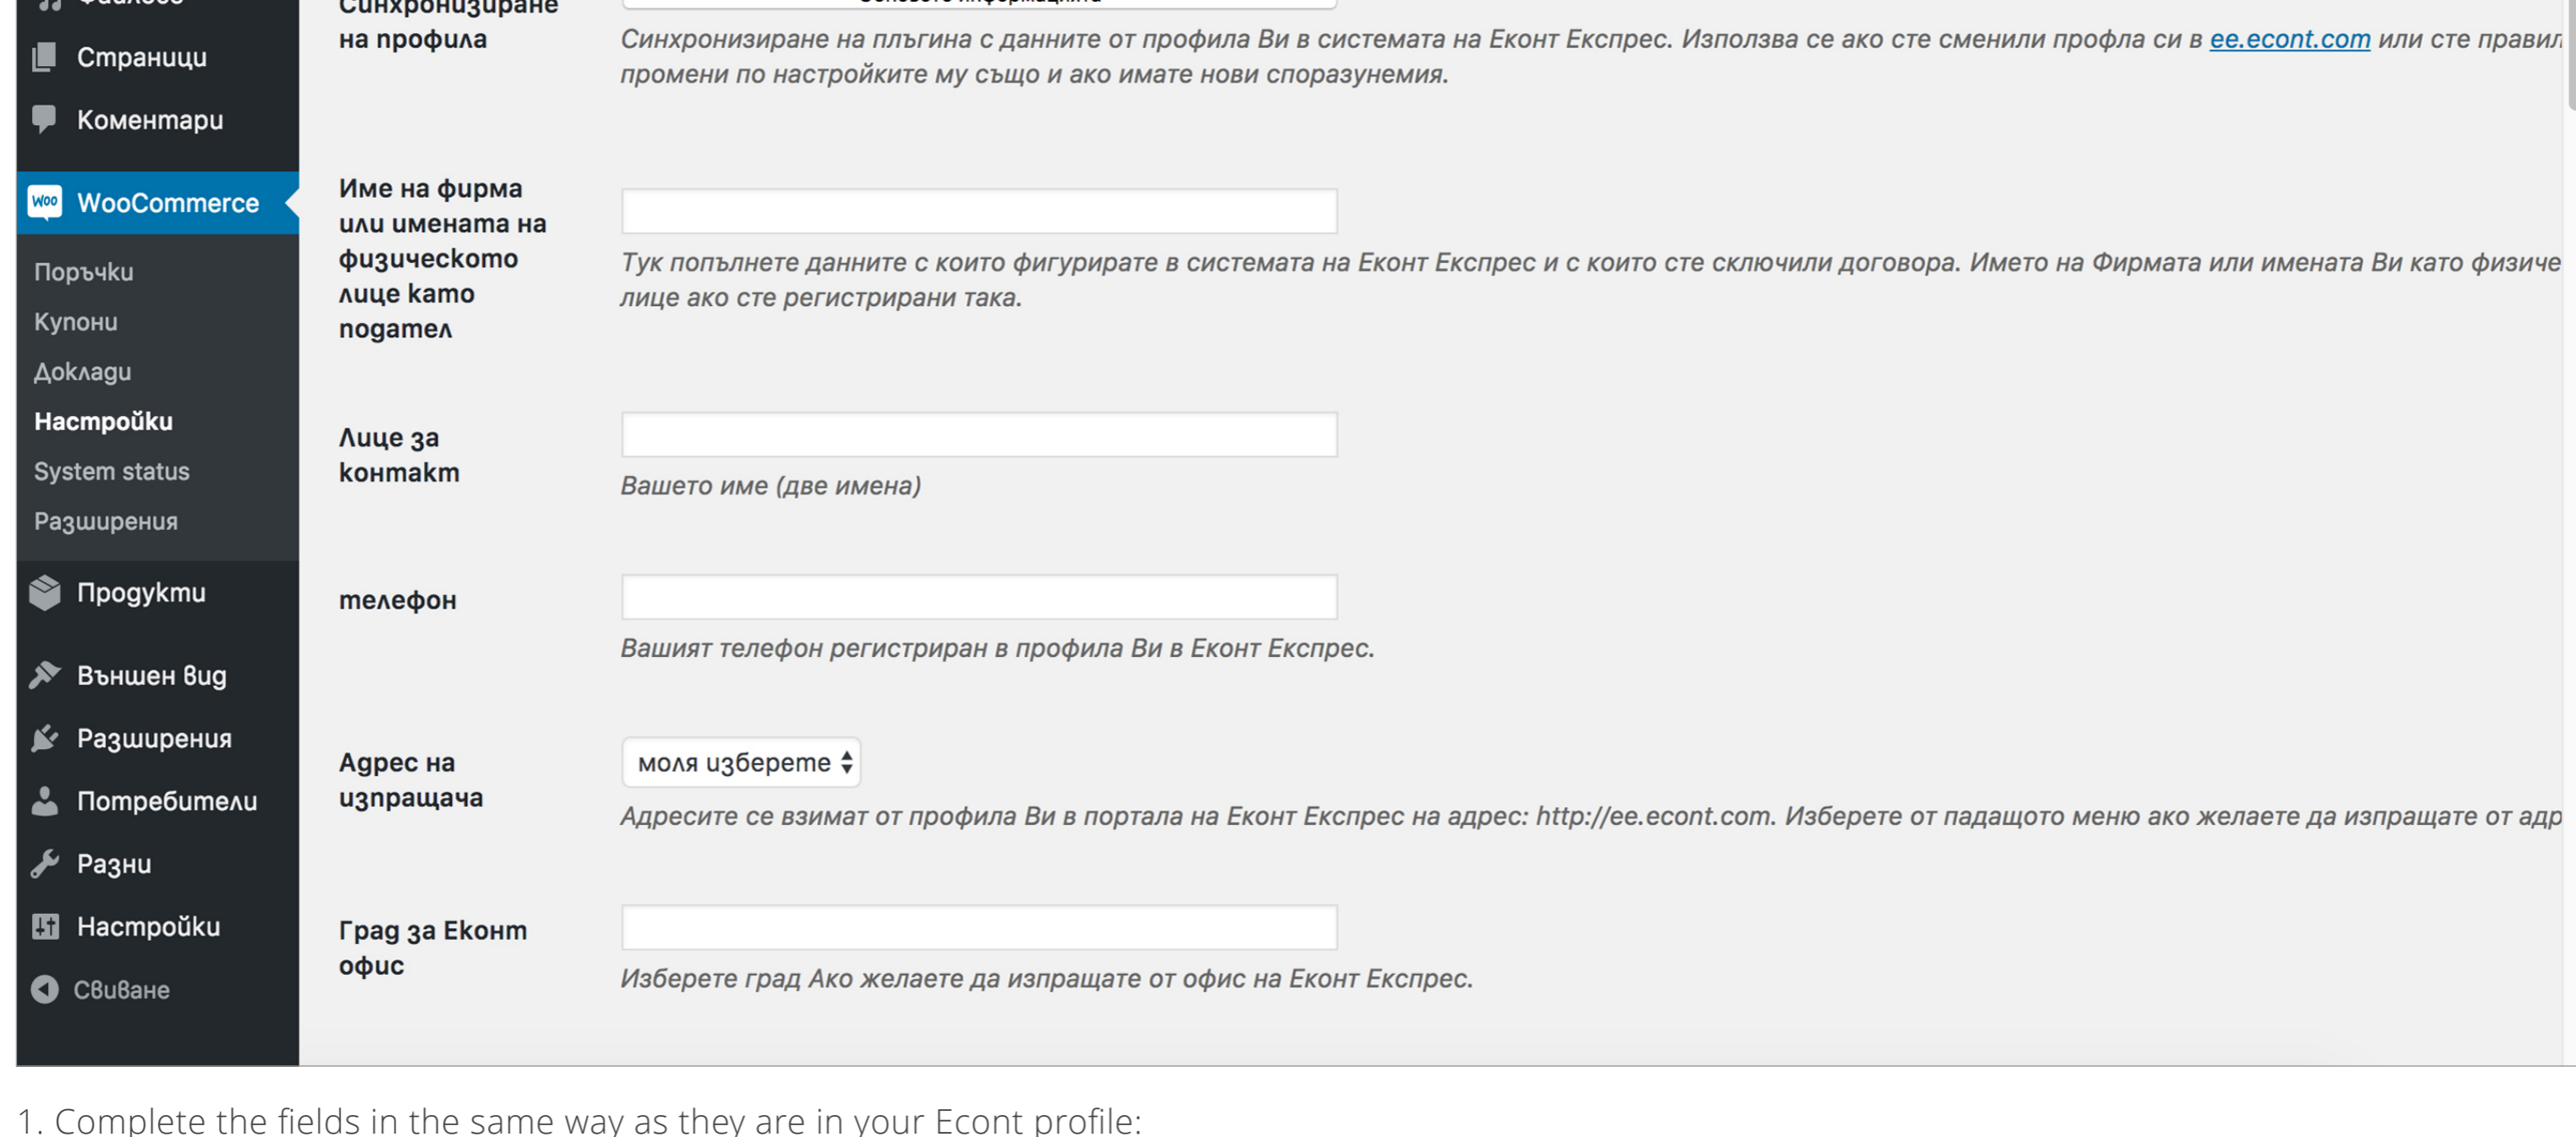 Файлове
Страници
Коментари
WooCommerce
Поръчки
Купони
Доклади
Настройки
System status
Разширения
Продукти
Външен вид
Разширения
Потребители
Разни
Настройки
Свиване
Синхронизиране
на профила
Синхронизиране на плъгина с данните от профила Ви в системата на Еконт Експрес. Използва се ако сте сменили профла си в ee.econt.com или сте правил
промени по настройките му също и ако имате нови споразунемия.
Име на фирма
или имената на
физическото
лице като
подател
Тук попълнете данните с които фигурирате в системата на Еконт Експрес и с които сте сключили договора. Името на Фирмата или имената Ви като физиче
лице ако сте регистрирани така.
Лице за
контакт
Вашето име (две имена)
телефон
Вашият телефон регистриран в профила Ви в Еконт Експрес.
Адрес на
изпращача
моля изберете
Адресите се взимат от профила Ви в портала на Еконт Експрес на адрес: http://ee.econt.com. Изберете от падащото меню ако желаете да изпращате от адр
Град за Еконт
офис
Изберете град Ако желаете да изпращате от офис на Еконт Експрес.
1. Complete the fields in the same way as they are in your Econt profile: